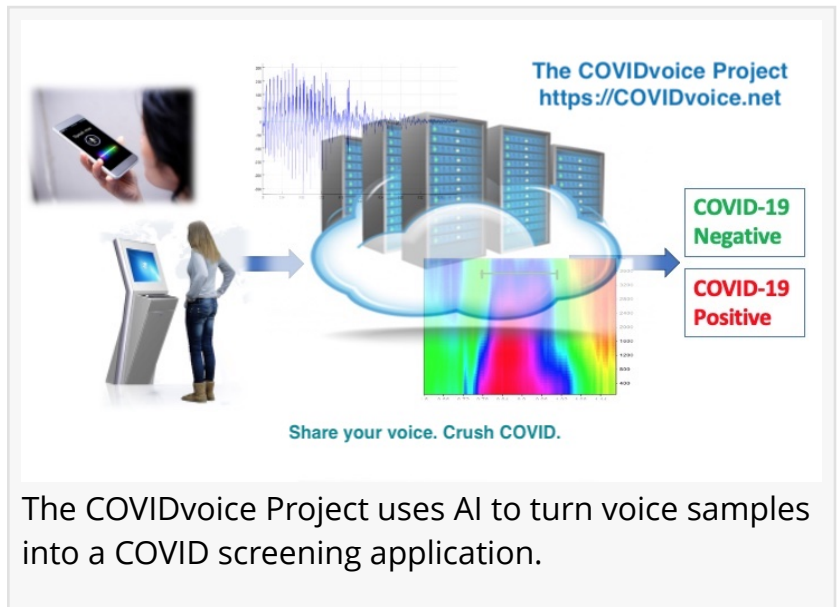 The COVIDvoice Project
https://COVIDvoice.net
COVID-19
Negative
COVID-19
Positive
Share your voice. Crush COVID.
The COVIDvoice Project uses AI to turn voice samples
into a COVID screening application.